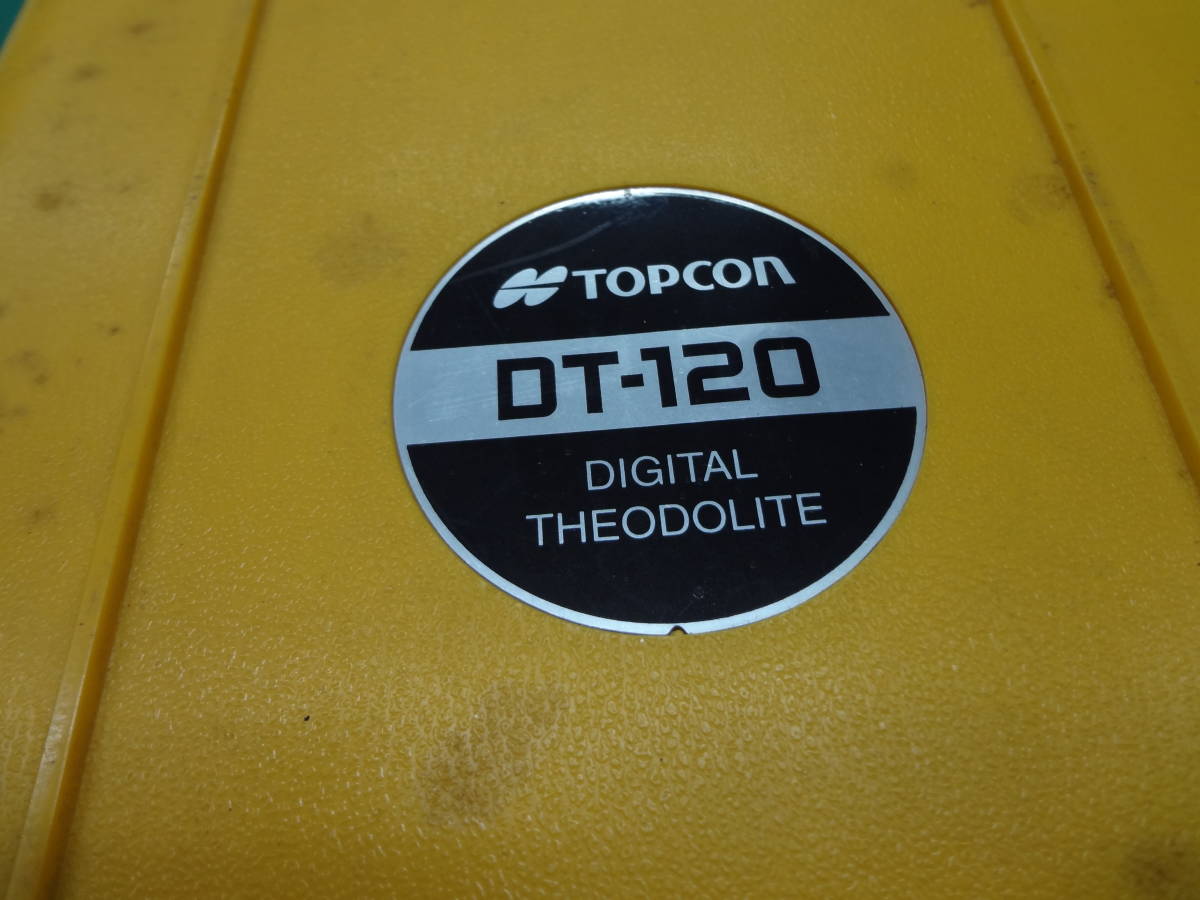 TOPCON
DT-120
DIGITAL
THEODOLITE